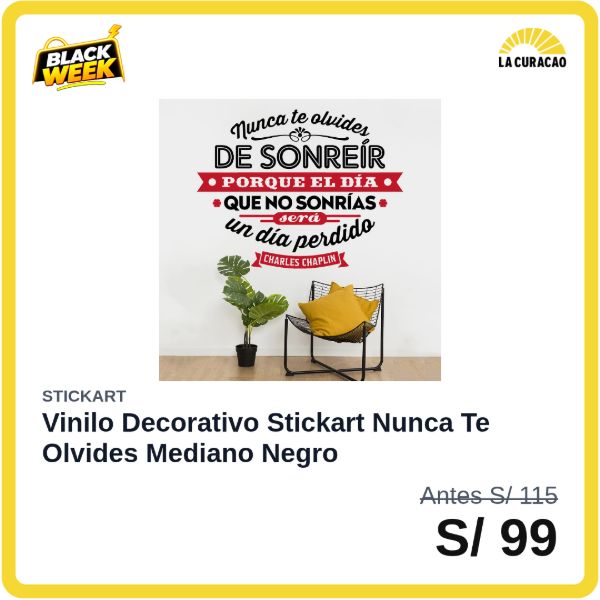 BLACK
WEEK
LA CURACAO
Nunca te olvides
DE SONREÍR
PORQUE EL DÍA
QUE NO SONRÍAS
será
un día perdido
CHARLES CHAPLIN
STICKART
Vinilo Decorativo Stickart Nunca Te
Olvides Mediano Negro
Antes S/ 115
S/ 99